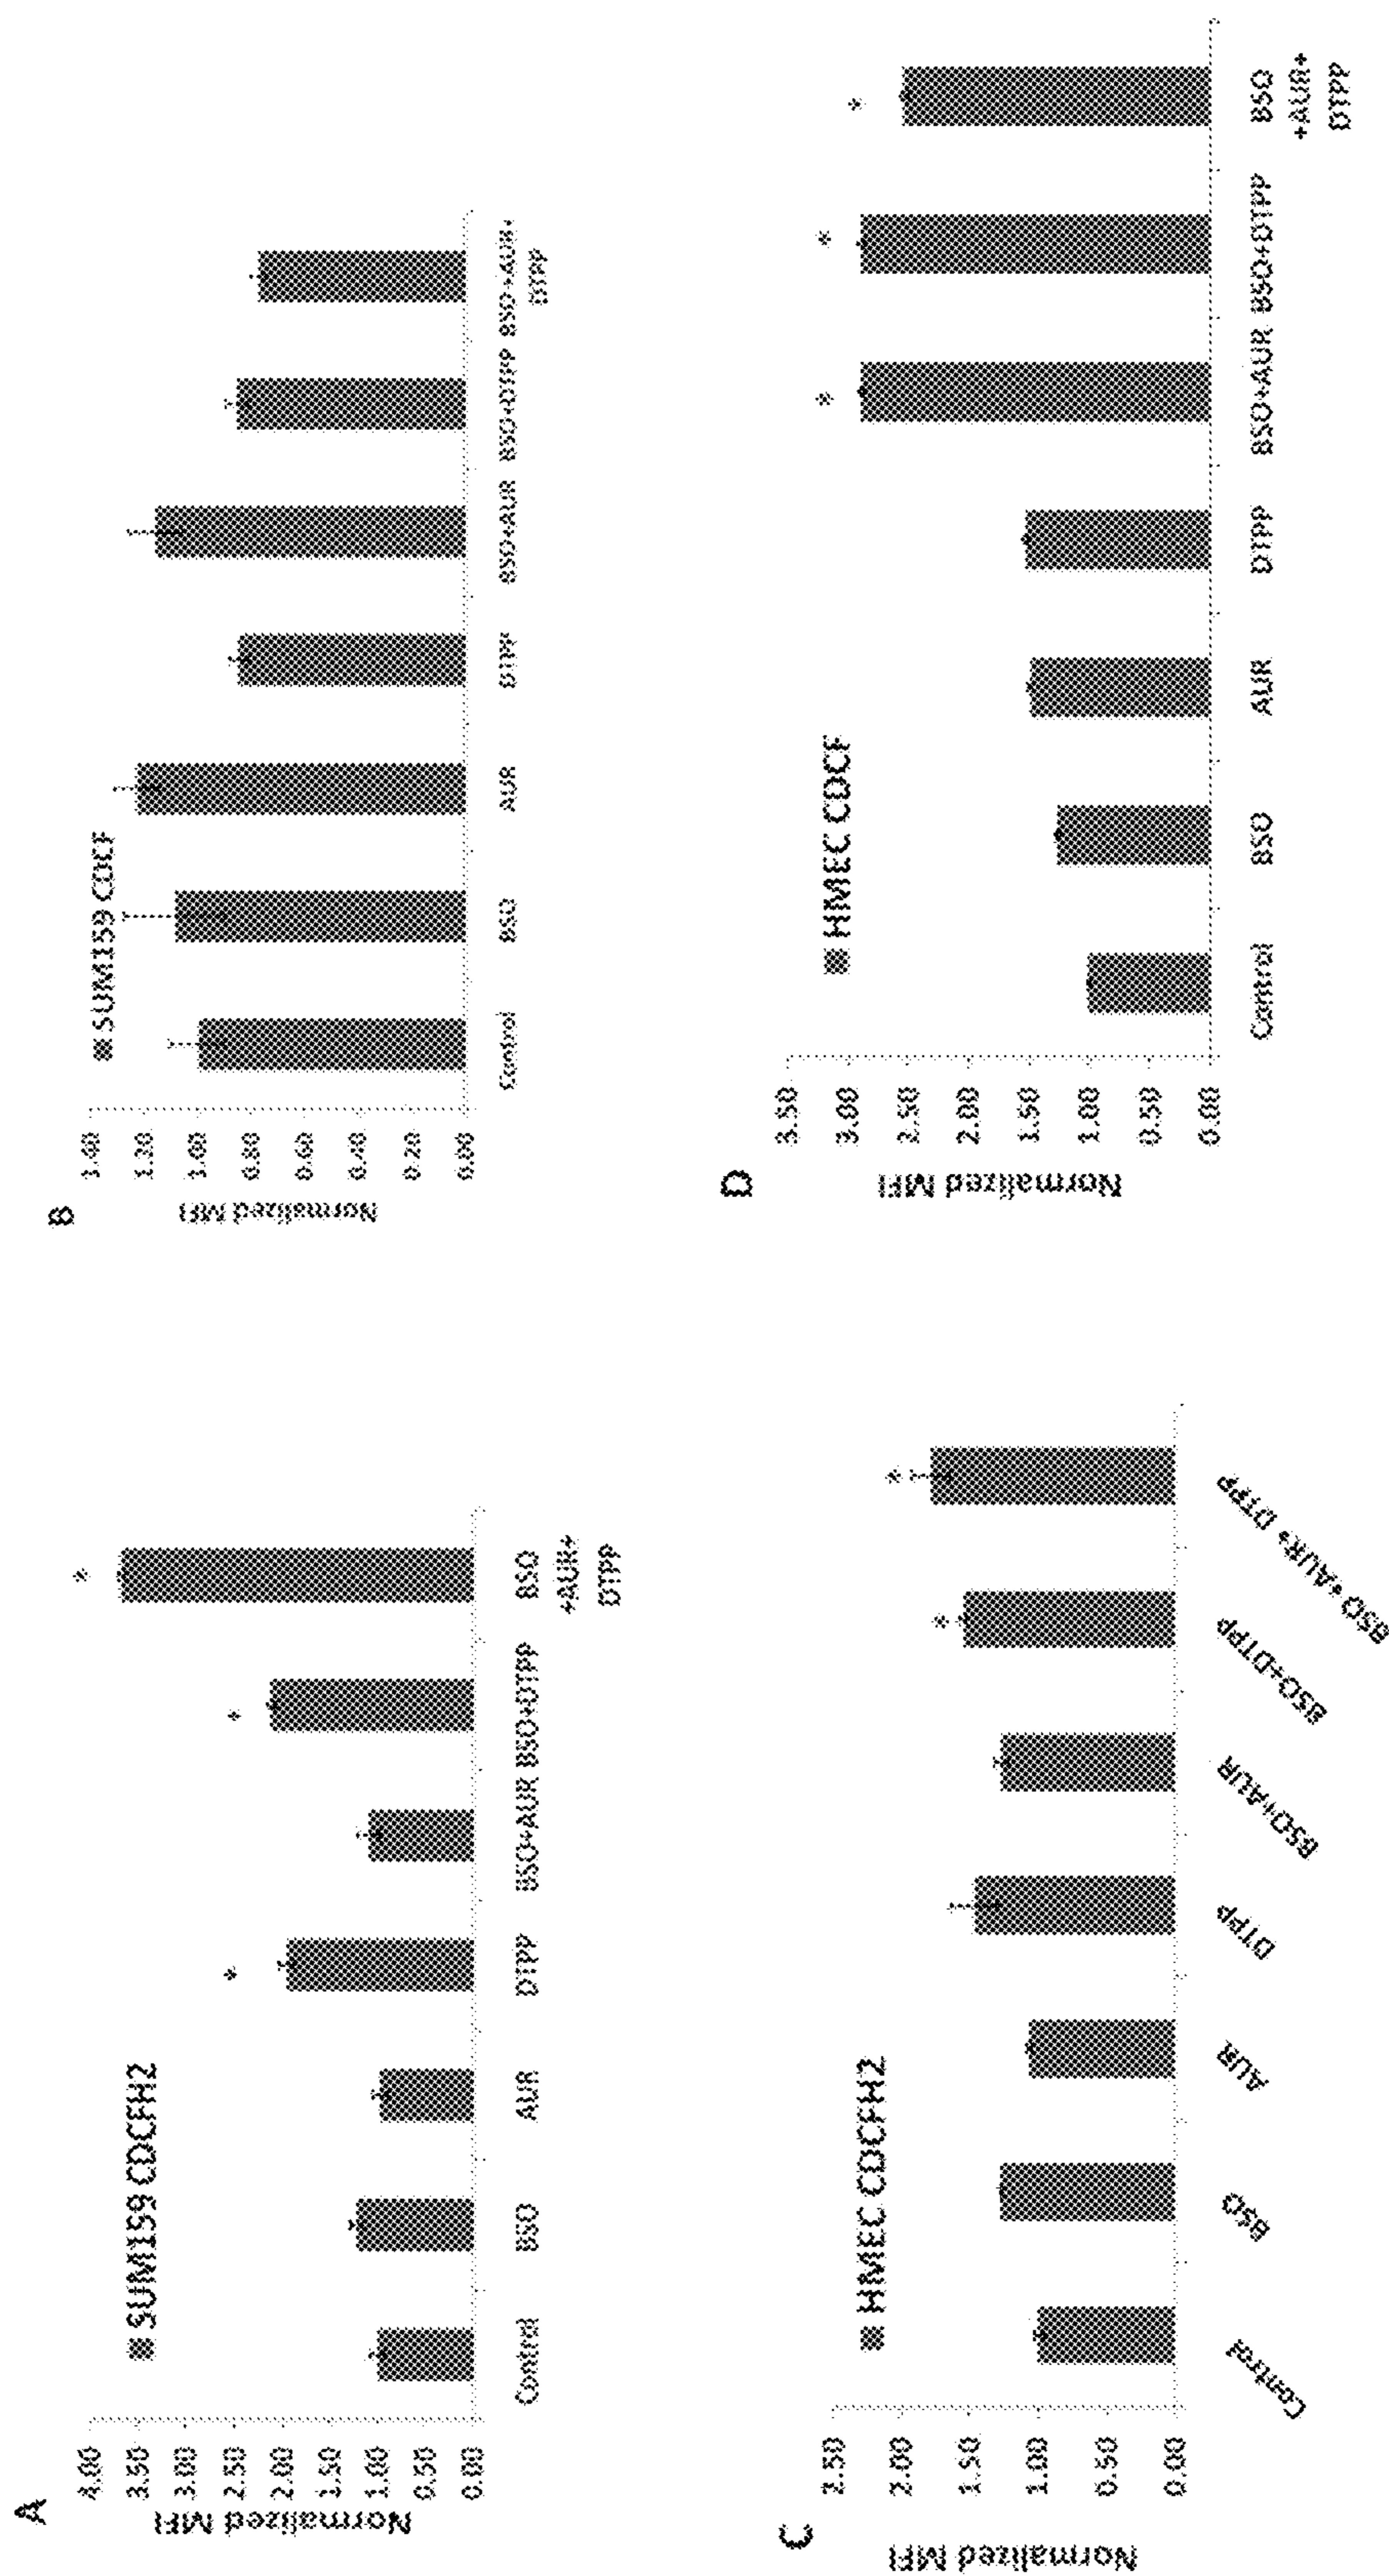 A
SUM159 CDCFH2
Normalized MFI
4.00
3.50
3.00
2.50
2.00
1.50
1.00
0.50
0.00
Control
BSO
AUR
DTPP
BSO+AUR
BSO+DTPP
BSO
+AUR+
DTPP
B
SUM159 CDCF
Normalized MFI
1.40
1.20
1.00
0.80
0.60
0.40
0.20
0.00
Control
BSO
AUR
DTPP
BSO+AUR
BSO+DTPP
BSO+AUR+
DTPP
C
HMEC CDCFH2
Normalized MFI
2.50
2.00
1.50
1.00
0.50
0.00
Control
BSO
AUR
DTPP
BSO+AUR
BSO+DTPP
BSO+AUR+ DTPP
D
HMEC CDCF
Normalized MFI
3.50
3.00
2.50
2.00
1.50
1.00
0.50
0.00
Control
BSO
AUR
DTPP
BSO+AUR
BSO+DTPP
BSO
+AUR+
DTPP